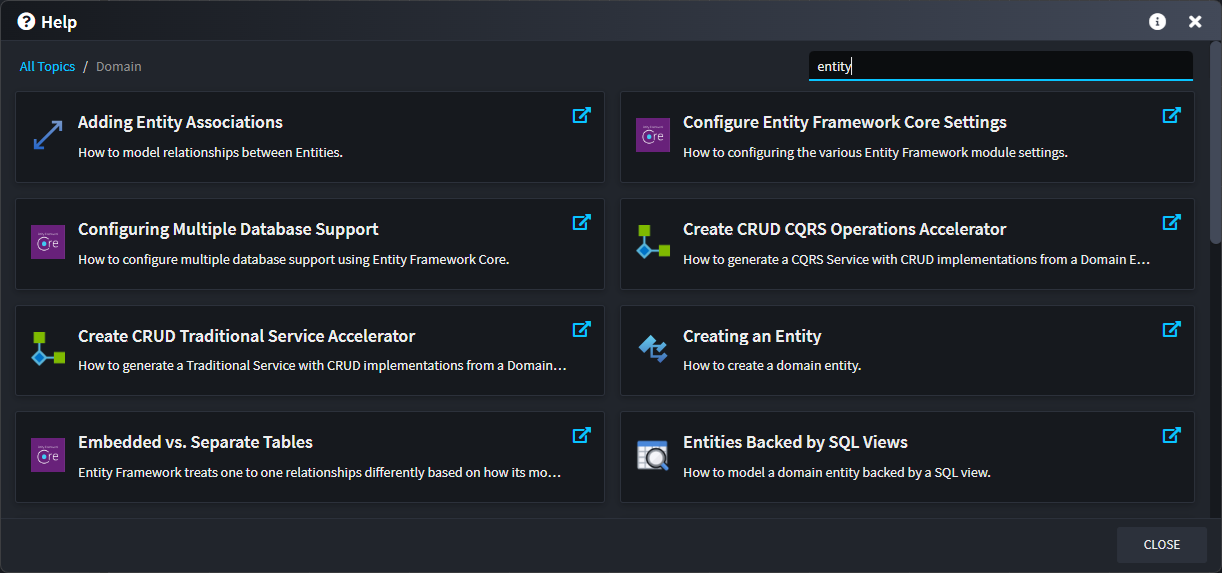 Help
All Topics / Domain
entity
Adding Entity Associations
How to model relationships between Entities.
Configure Entity Framework Core Settings
How to configuring the various Entity Framework module settings.
Configuring Multiple Database Support
How to configure multiple database support using Entity Framework Core.
Create CRUD CQRS Operations Accelerator
How to generate a CQRS Service with CRUD implementations from a Domain E…
Create CRUD Traditional Service Accelerator
How to generate a Traditional Service with CRUD implementations from a Domain…
Creating an Entity
How to create a domain entity.
Embedded vs. Separate Tables
Entity Framework treats one to one relationships differently based on how its mo…
Entities Backed by SQL Views
How to model a domain entity backed by a SQL view.
CLOSE